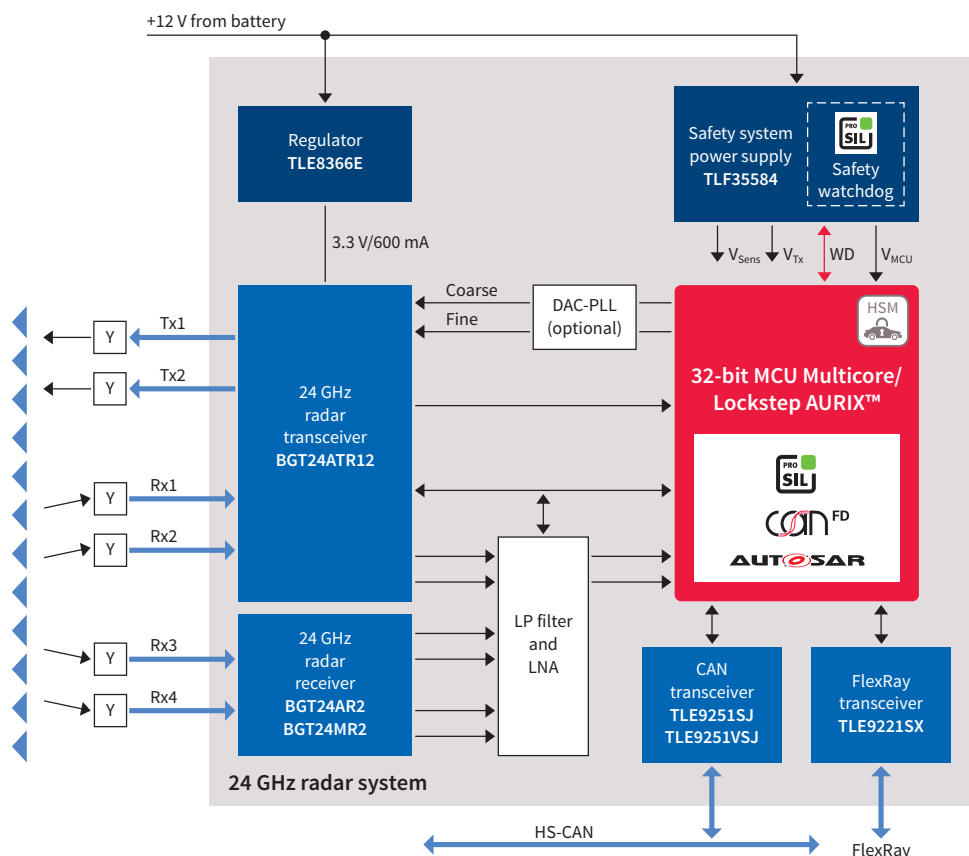 +12 V from battery
Regulator
TLE8366E
Safety system
power supply
TLF35584
PRO
SIL
Safety
watchdog
3.3 V/600 mA
VSens
VTx
WD
VMCU
Coarse
Fine
DAC-PLL
(optional)
HSM
Y
Tx1
Y
Tx2
24 GHz
radar
transceiver
BGT24ATR12
32-bit MCU Multicore/
Lockstep AURIX™
PRO
SIL
CAN FD
AUTOSAR
Y
Rx1
Y
Rx2
LP filter
and
LNA
Y
Rx3
Y
Rx4
24 GHz
radar
receiver
BGT24AR2
BGT24MR2
CAN
transceiver
TLE9251SJ
TLE9251VSJ
FlexRay
transceiver
TLE9221SX
24 GHz radar system
HS-CAN
FlexRay